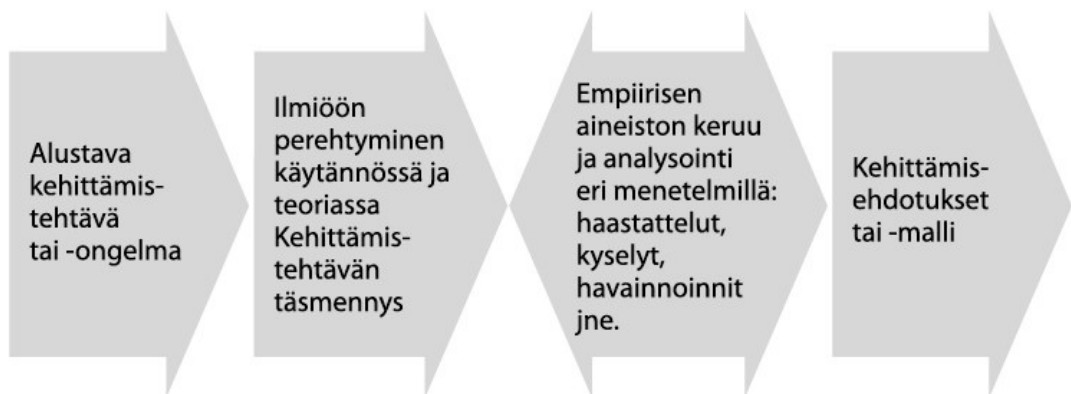 Alustava
kehittämis-
tehtävä
tai -ongelma
Ilmiöön
perehtyminen
käytännössä ja
teoriassa
Kehittämis-
tehtävän
täsmennys
Empiirisen
aineiston keruu
ja analysointi
eri menetelmillä:
haastattelut,
kyselyt,
havainnoinnit
jne.
Kehittämis-
ehdotukset
tai -malli